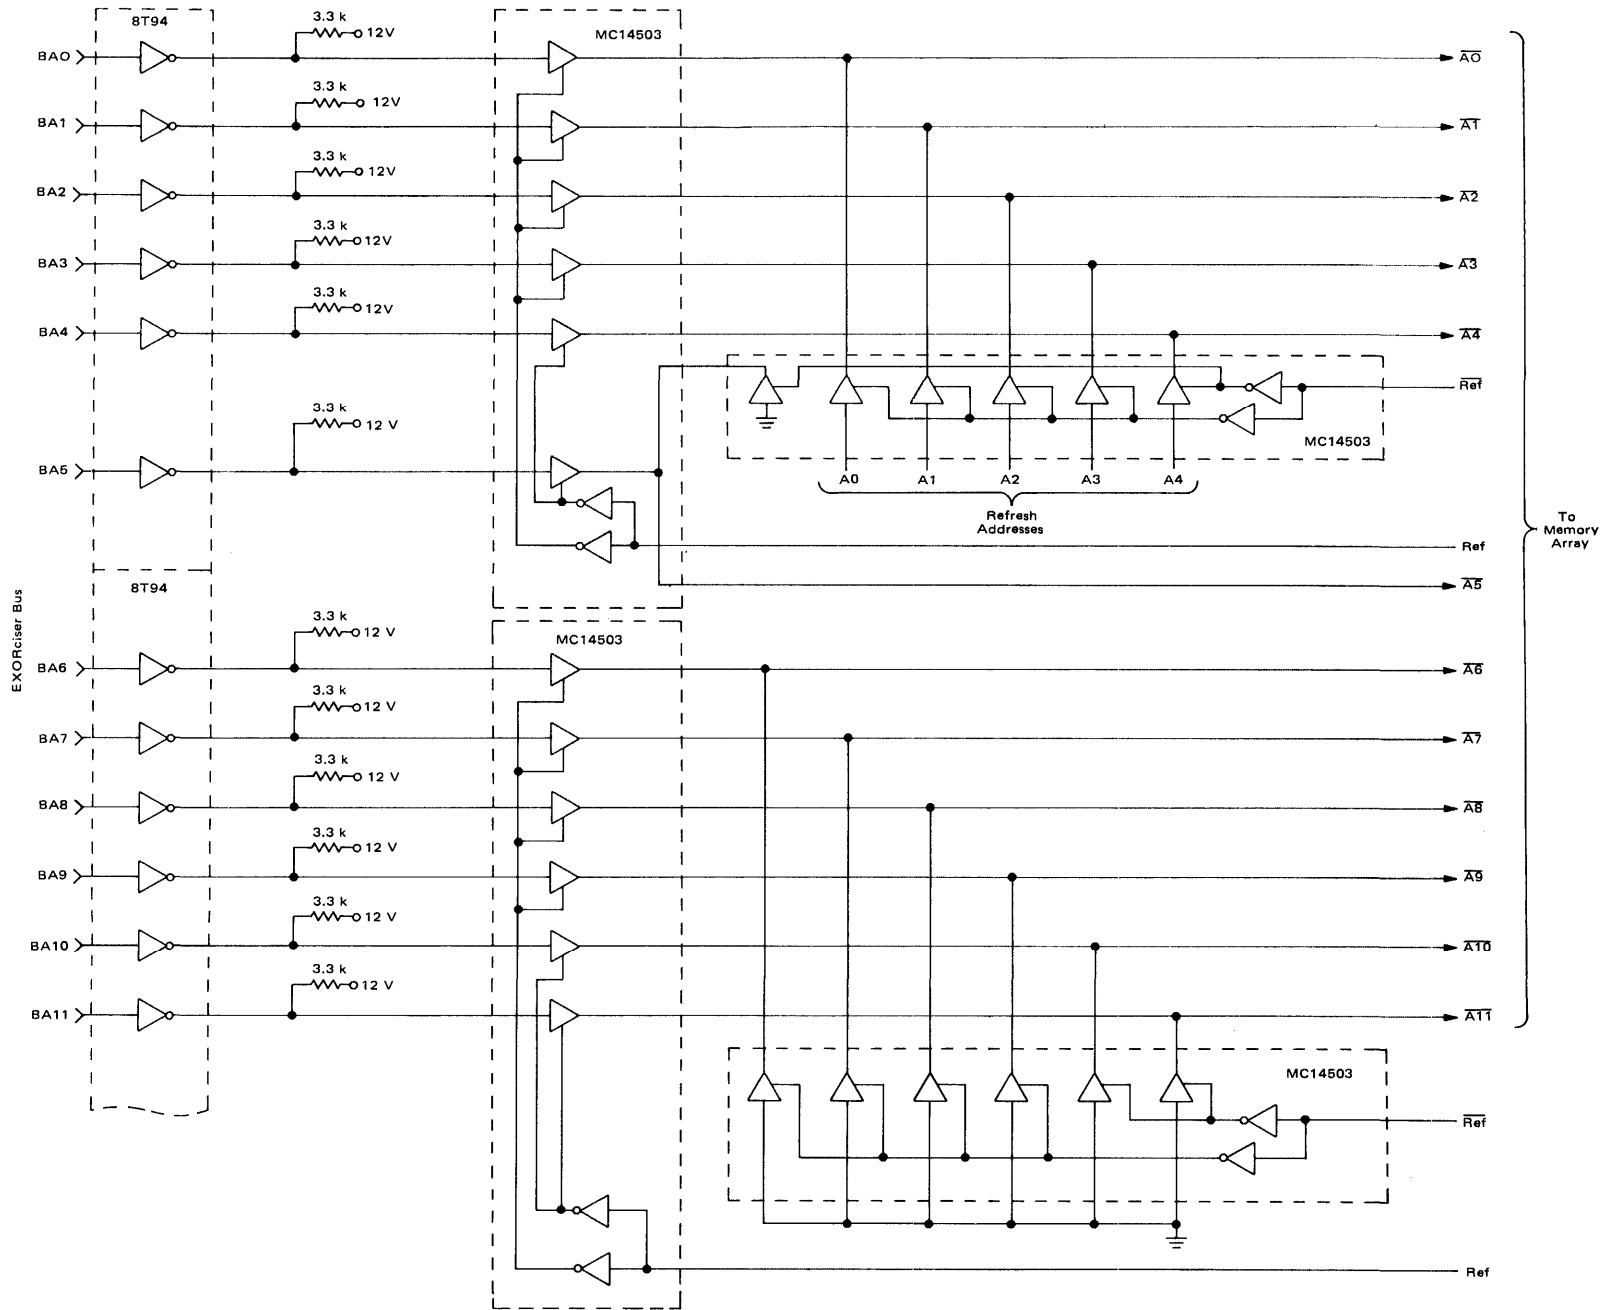 8T94
3.3 k
12V
MC14503
BA0
A0
3.3 k
12V
BA1
A1
3.3 k
12V
BA2
A2
3.3 k
12V
BA3
A3
3.3 k
12V
BA4
A4
Ref
MC14503
3.3 k
12 V
BA5
A0 A1 A2 A3 A4
Refresh
Addresses
To
Memory
Array
Ref
A5
EXORciser Bus
8T94
3.3 k
12 V
MC14503
BA6
A6
3.3 k
12 V
BA7
A7
3.3 k
12 V
BA8
A8
3.3 k
12 V
BA9
A9
3.3 k
12 V
BA10
A10
3.3 k
12 V
BA11
A11
MC14503
Ref
Ref